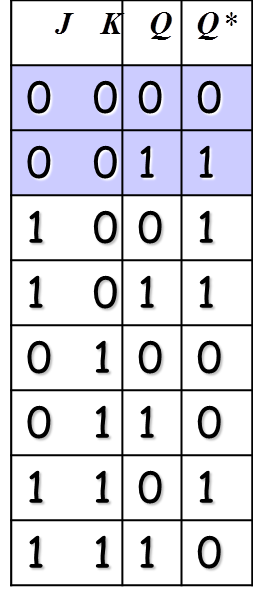 J K Q Q*
0 0 0 0
0 0 1 1
1 0 0 1
1 0 1 1
0 1 0 0
0 1 1 0
1 1 0 1
1 1 1 0